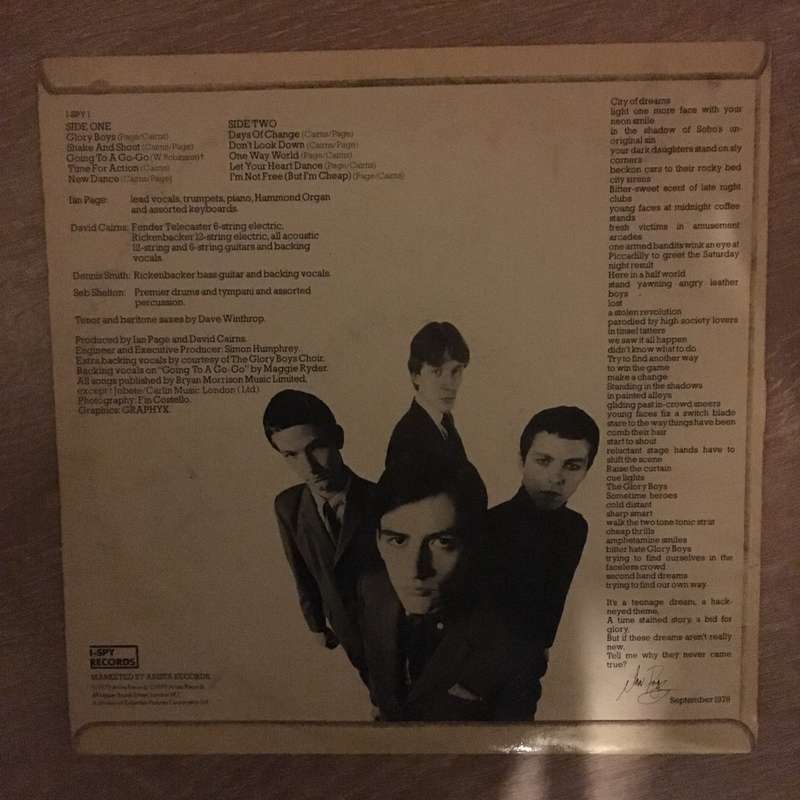 I-SPY 1
SIDE ONE
Glory Boys (Page/Cairns)
Shake And Shout (Cairns/Page)
Going To A Go-Go (W. Robinson)†
Time For Action (Cairns)
New Dance (Cairns/Page)
SIDE TWO
Days Of Change (Cairns/Page)
Don't Look Down (Cairns/Page)
One Way World (Page/Cairns)
Let Your Heart Dance (Page/Cairns)
I'm Not Free (But I'm Cheap) (Page/Cairns)
Ian Page: lead vocals, trumpets, piano, Hammond Organ
and assorted keyboards.
David Cairns: Fender Telecaster 6-string electric,
Rickenbacker 12-string electric, all acoustic
12-string and 6-string guitars and backing
vocals.
Dennis Smith: Rickenbacker bass guitar and backing vocals.
Seb Shelton: Premier drums and tympani and assorted
percussion.
Tenor and baritone saxes by Dave Winthrop.
Produced by Ian Page and David Cairns.
Engineer and Executive Producer: Simon Humphrey.
Extra backing vocals by courtesy of The Glory Boys Choir.
Backing vocals on "Going To A Go-Go" by Maggie Ryder.
All songs published by Bryan Morrison Music Limited,
except † Jobete/Carlin Music London (Ltd).
Photography: Fin Costello.
Graphics: GRAPHYK.
City of dreams
light one more face with your
neon smile
in the shadow of Soho's un-
original sin
your dark daughters stand on sly
corners
beckon cars to their rocky bed
city sirens
Bitter-sweet scent of late night
clubs
young faces at midnight coffee
stands
fresh victims in amusement
arcades
one armed bandits wink an eye at
Piccadilly to greet the Saturday
night result
Here in a half world
stand yawning angry leather
boys
lost
a stolen revolution
parodied by high society lovers
in tinsel tatters
we saw it all happen
didn't know what to do
Try to find another way
to win the game
make a change
Standing in the shadows
in painted alleys
gliding past in-crowd sneers
young faces fix a switch blade
stare to the way things have been
comb their hair
start to shout
reluctant stage hands have to
shift the scene
Raise the curtain
cue lights
The Glory Boys
Sometime heroes
cold distant
sharp smart
walk the two tone tonic strut
cheap thrills
amphetamine smiles
bitter hate Glory Boys
trying to find ourselves in the
faceless crowd
second hand dreams
trying to find our own way.
It's a teenage dream, a hack-
neyed theme,
A time stained story, a bid for
glory.
But if these dreams aren't really
new,
Tell me why they never came
true?
Ian Page
September 1979
I-SPY
RECORDS
MARKETED BY ARISTA RECORDS